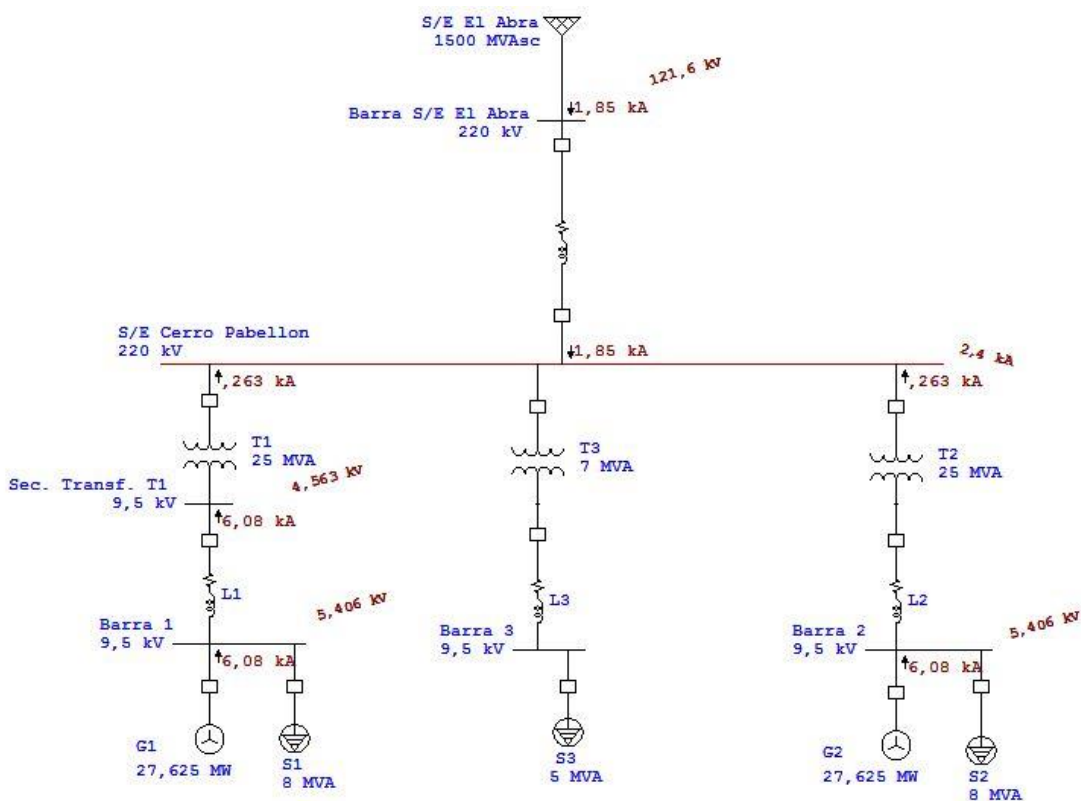 S/E El Abra
1500 MVAsc
121,6 kV
1,85 kA
Barra S/E El Abra
220 kV
S/E Cerro Pabellon
220 kV
1,85 kA
2,4 kA
,263 kA
,263 kA
T1
25 MVA
T3
7 MVA
T2
25 MVA
4,563 kV
Sec. Transf. T1
9,5 kV
6,08 kA
L1
L3
L2
5,406 kV
5,406 kV
Barra 1
9,5 kV
Barra 3
9,5 kV
Barra 2
9,5 kV
6,08 kA
6,08 kA
G1
27,625 MW
S1
8 MVA
S3
5 MVA
G2
27,625 MW
S2
8 MVA